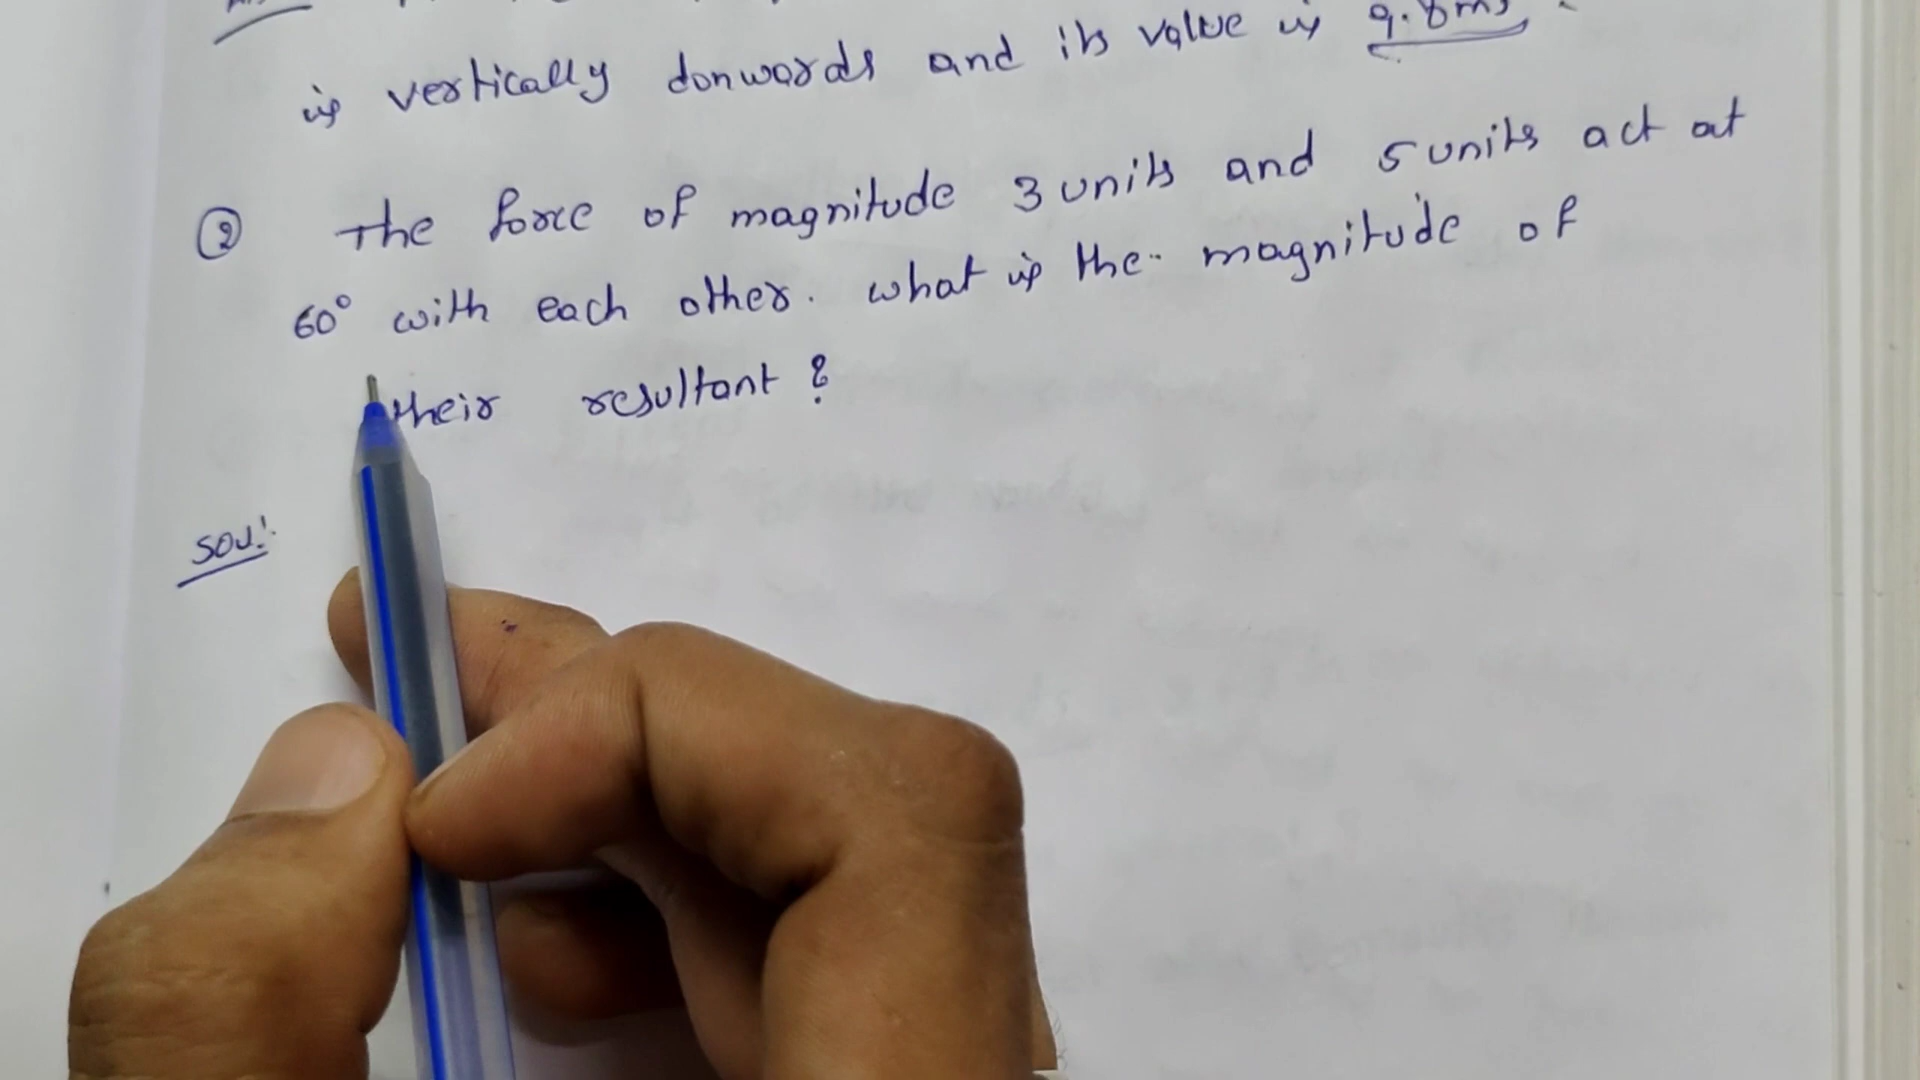 is vertically donwards and its value is 9.8ms
② The force of magnitude 3 units and 5 units act at
60° with each other. what is the magnitude of
their resultant ?
Sol: